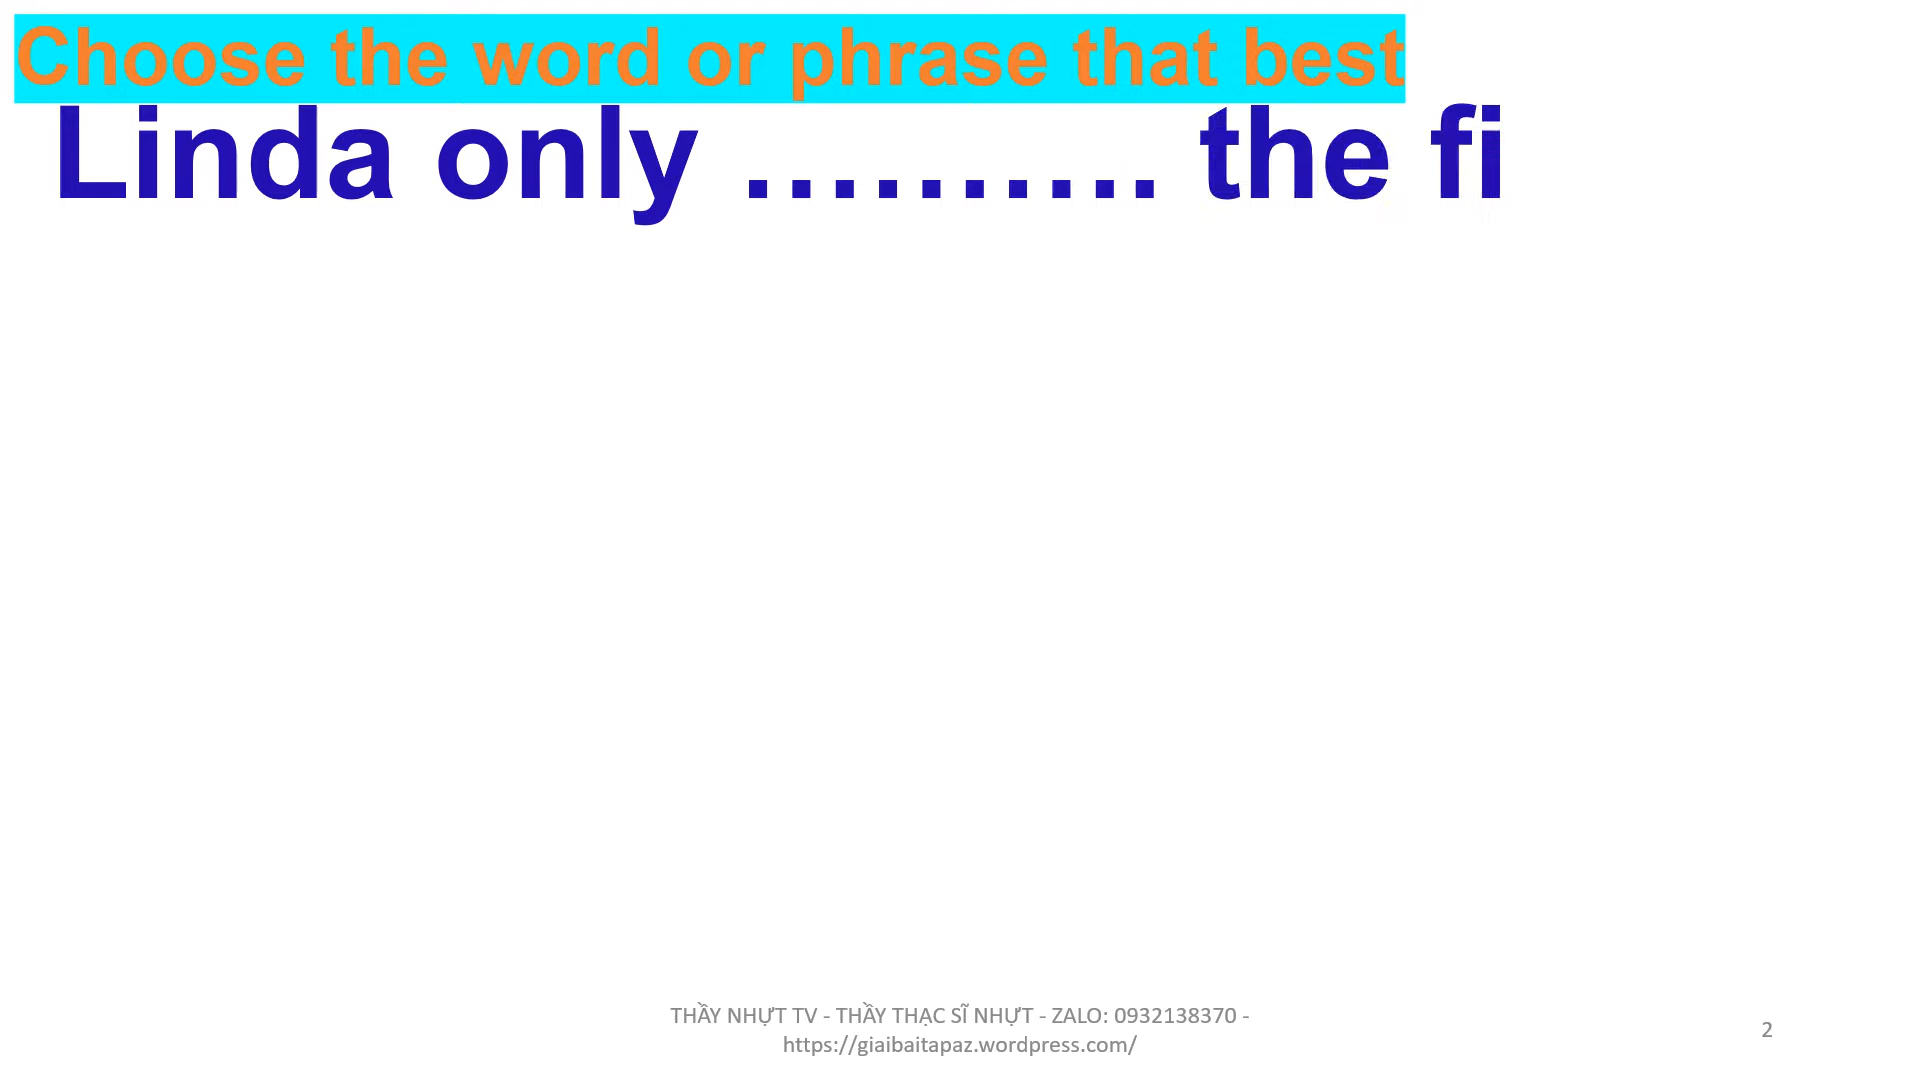 Choose the word or phrase that best
Linda only .......... the fi
THẦY NHỰT TV - THẦY THẠC SĨ NHỰT - ZALO: 0932138370 -
https://giaibaitapaz.wordpress.com/
2